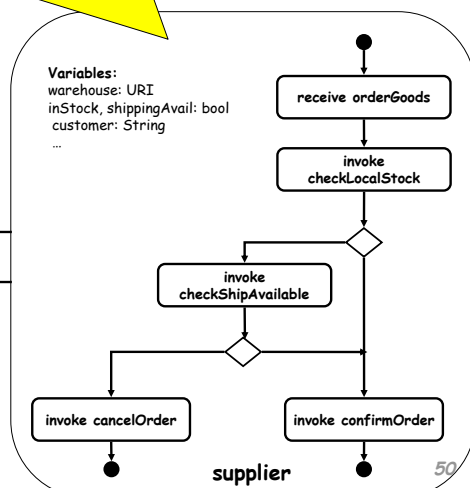 Variables:
warehouse: URI
inStock, shippingAvail: bool
customer: String
…
receive orderGoods
invoke
checkLocalStock
invoke
checkShipAvailable
invoke cancelOrder
invoke confirmOrder
supplier
50